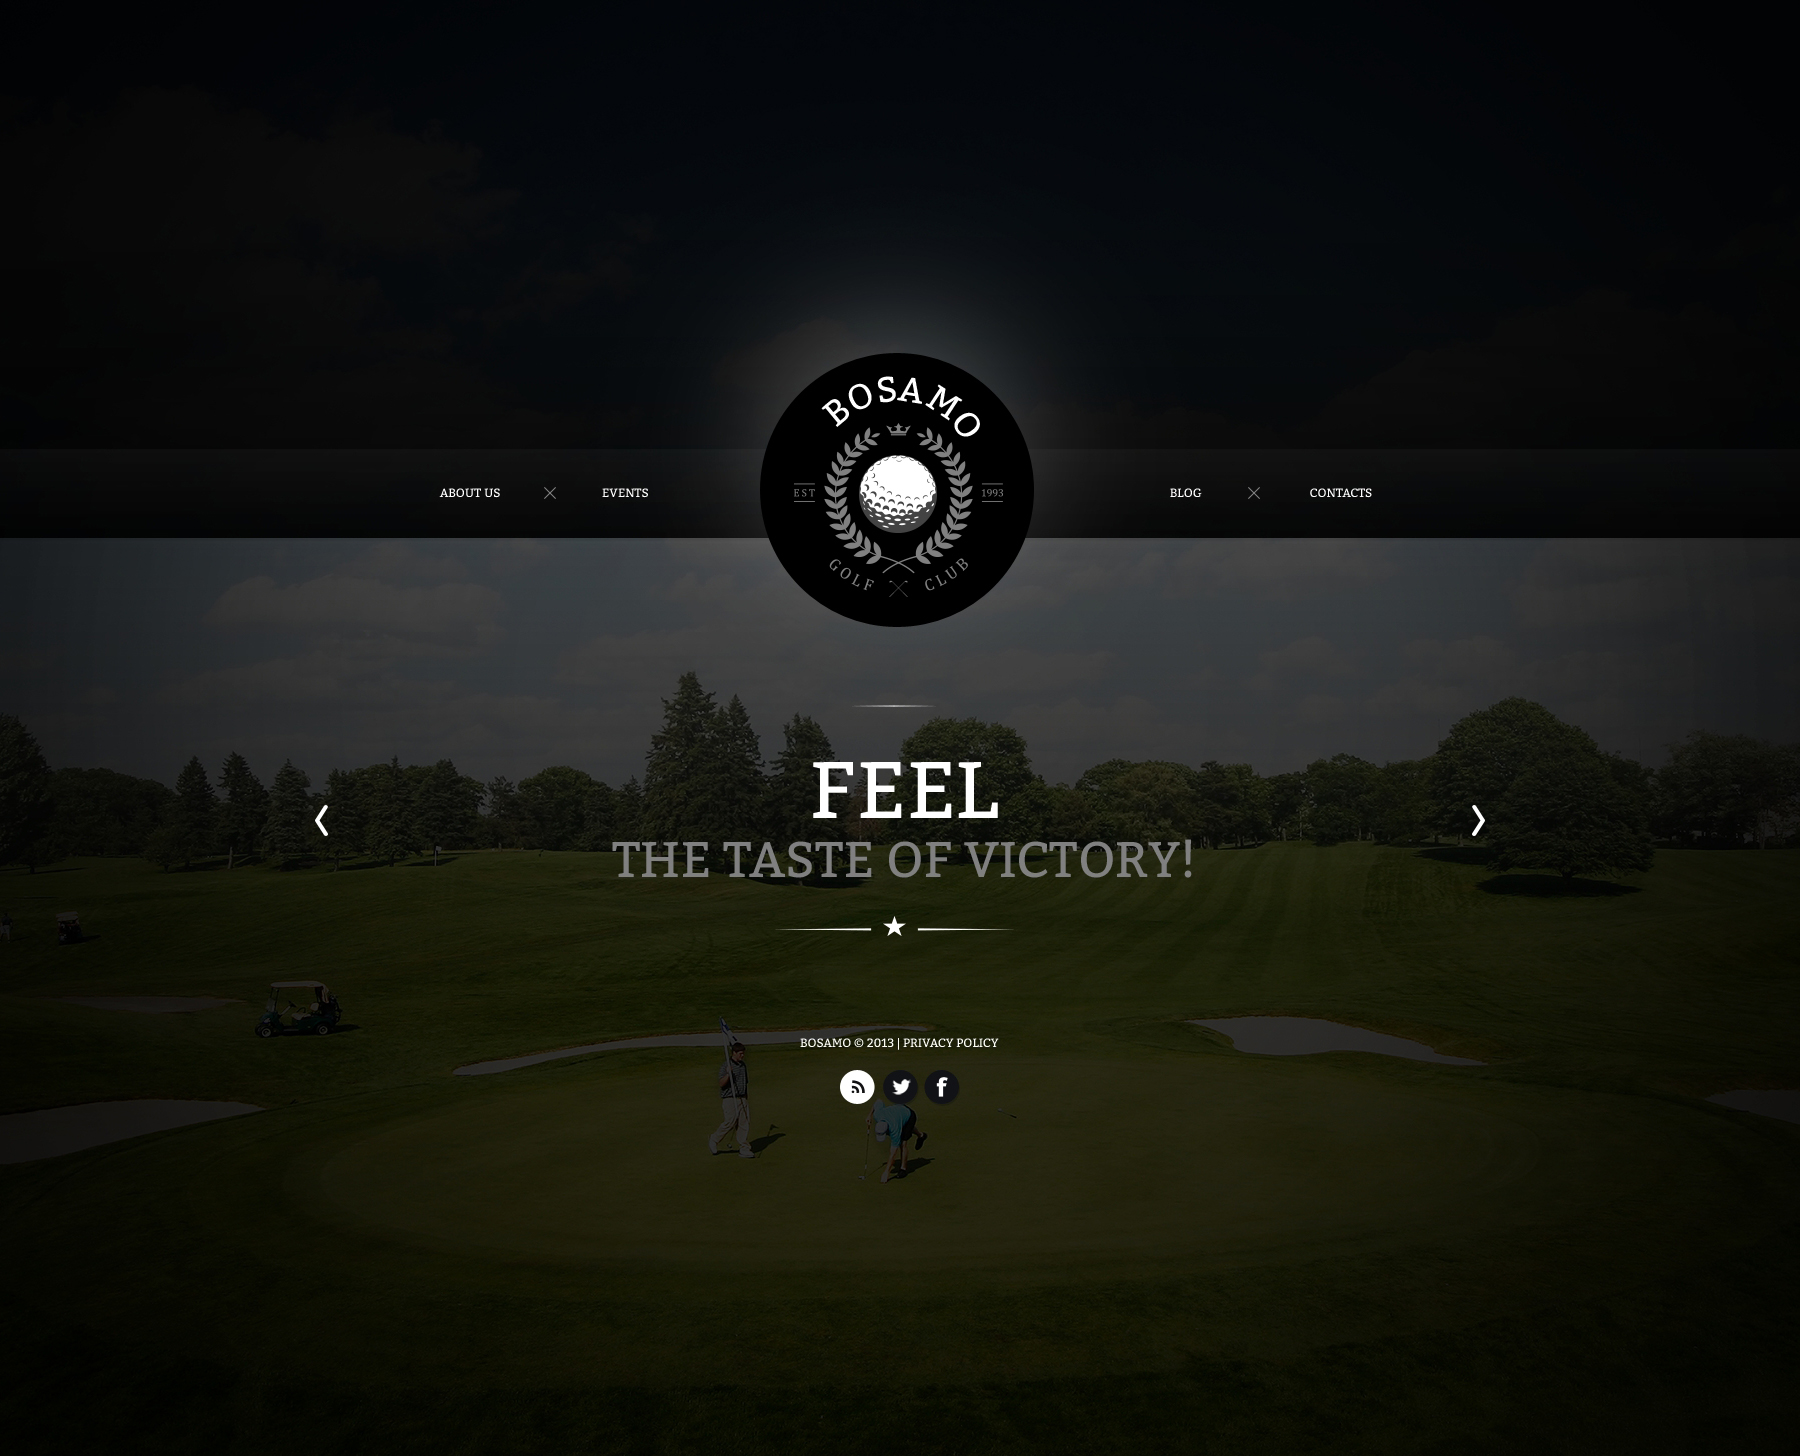 BOSAMO
EST
1993
GOLF CLUB
ABOUT US
EVENTS
BLOG
CONTACTS
FEEL
THE TASTE OF VICTORY!
BOSAMO © 2013 | PRIVACY POLICY